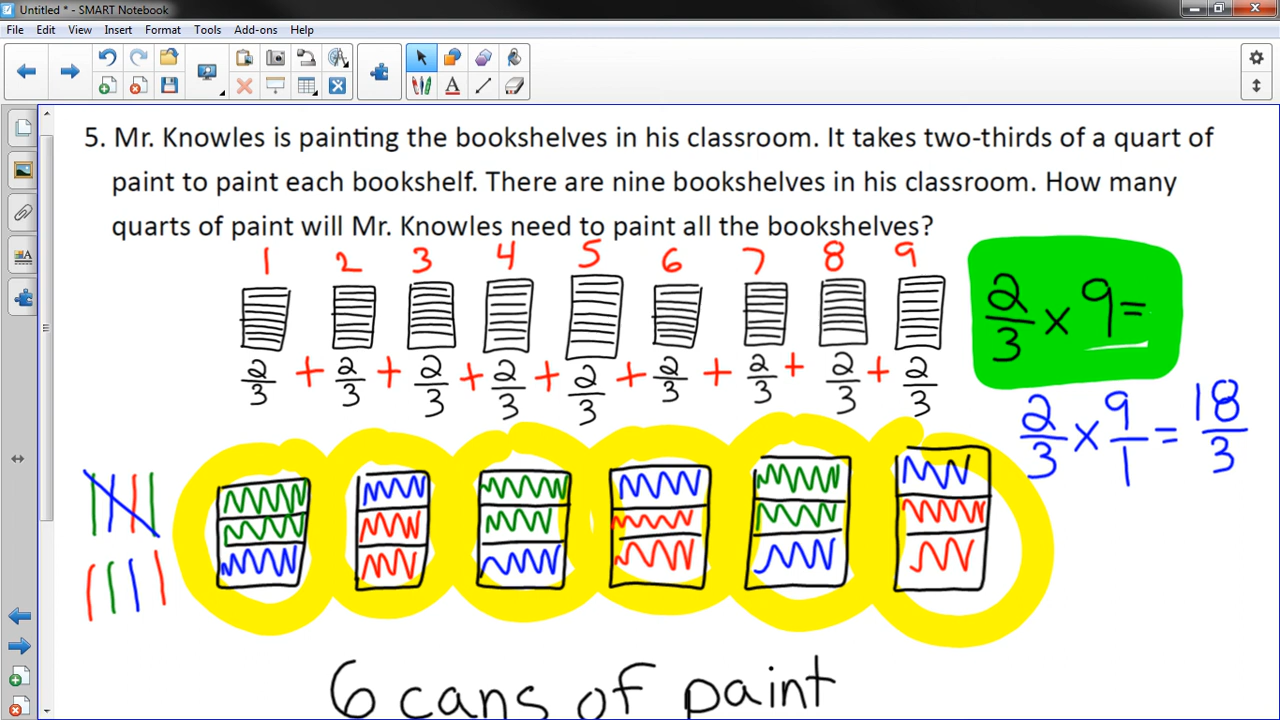 Untitled * - SMART Notebook
File Edit View Insert Format Tools Add-ons Help
5. Mr. Knowles is painting the bookshelves in his classroom. It takes two-thirds of a quart of
paint to paint each bookshelf. There are nine bookshelves in his classroom. How many
quarts of paint will Mr. Knowles need to paint all the bookshelves?
1 2 3 4 5 6 7 8 9
2/3 + 2/3 + 2/3 + 2/3 + 2/3 + 2/3 + 2/3 + 2/3 + 2/3
2/3 × 9 =
2/3 × 9/1 = 18/3
6 cans of paint